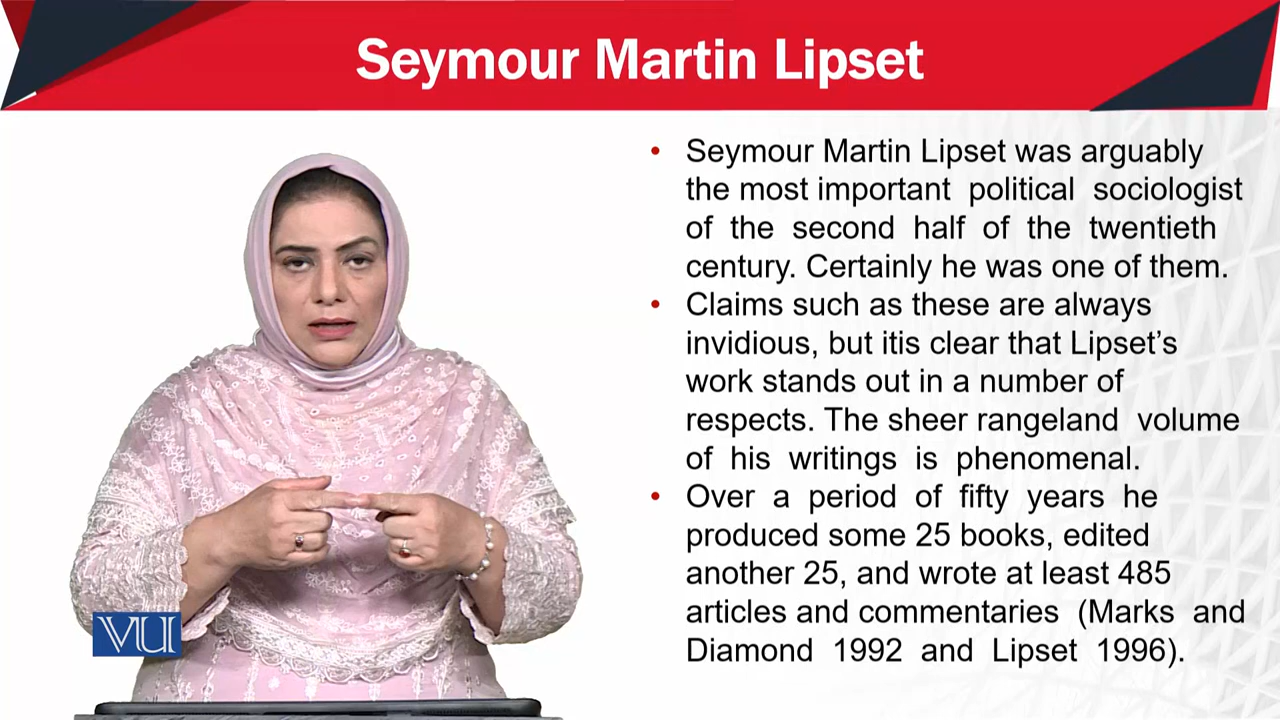 Seymour Martin Lipset
• Seymour Martin Lipset was arguably
the most important political sociologist
of the second half of the twentieth
century. Certainly he was one of them.
• Claims such as these are always
invidious, but itis clear that Lipset's
work stands out in a number of
respects. The sheer rangeland volume
of his writings is phenomenal.
• Over a period of fifty years he
produced some 25 books, edited
another 25, and wrote at least 485
articles and commentaries (Marks and
Diamond 1992 and Lipset 1996).
VU